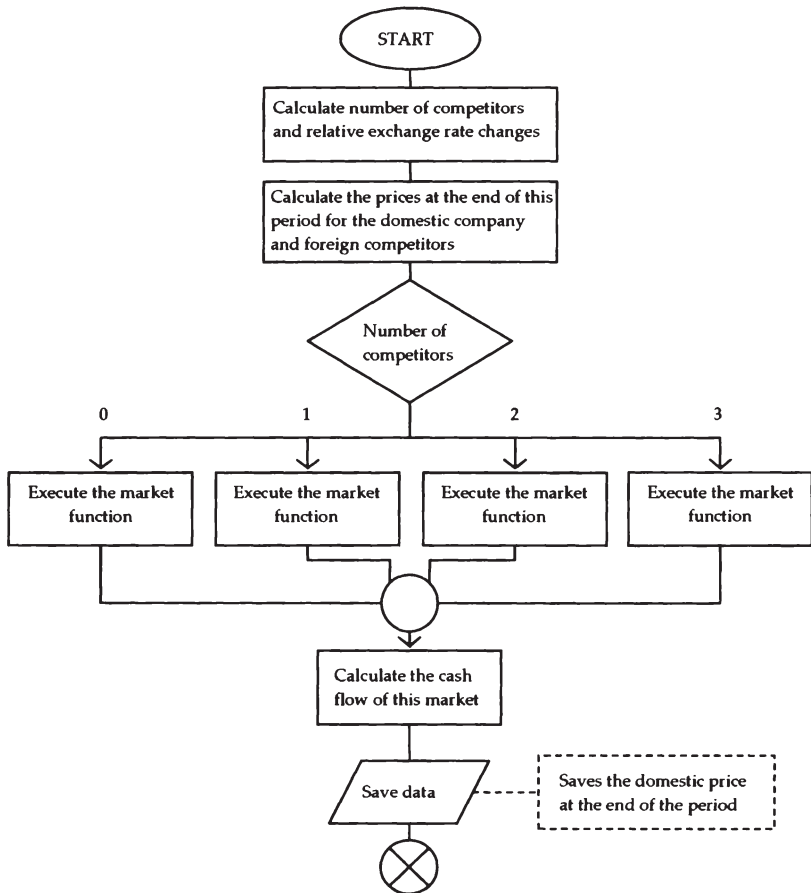 START
Calculate number of competitors
and relative exchange rate changes
Calculate the prices at the end of this
period for the domestic company
and foreign competitors
Number of
competitors
0
1
2
3
Execute the market
function
Execute the market
function
Execute the market
function
Execute the market
function
Calculate the cash
flow of this market
Save data
Saves the domestic price
at the end of the period